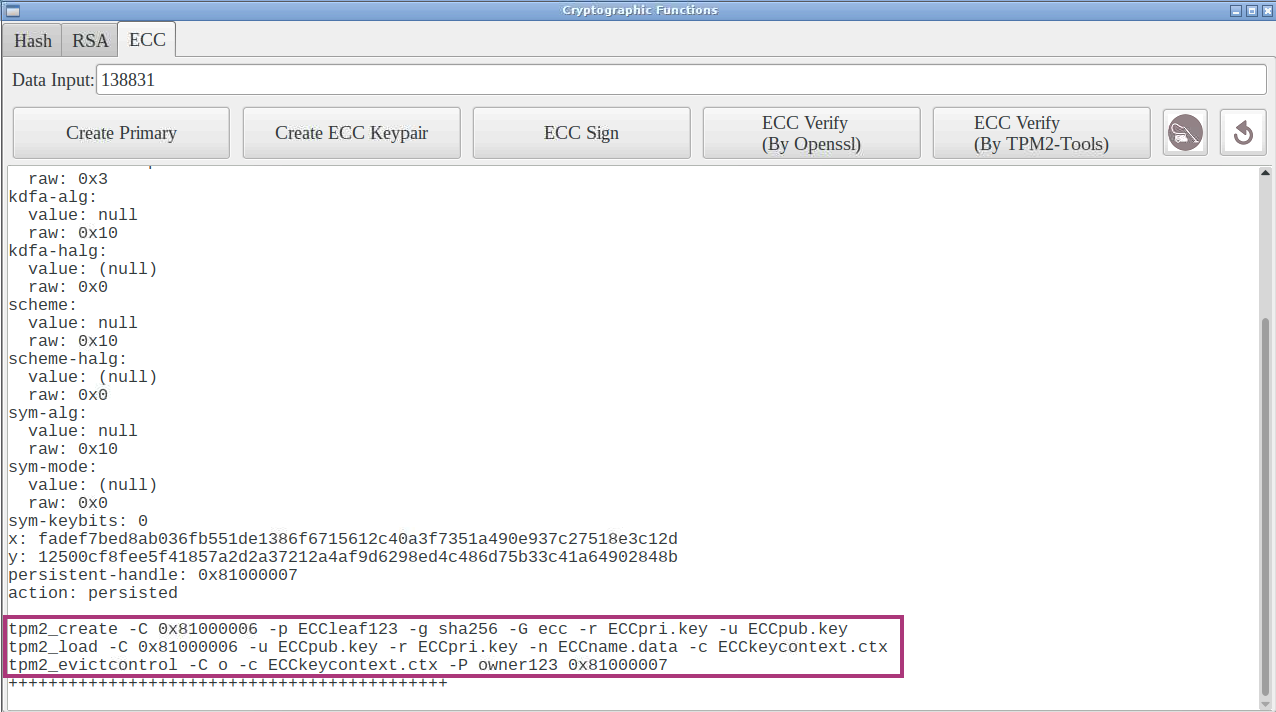 Cryptographic Functions
Hash RSA ECC
Data Input: 138831
Create Primary
Create ECC Keypair
ECC Sign
ECC Verify
(By Openssl)
ECC Verify
(By TPM2-Tools)
raw: 0x3
kdfa-alg:
value: null
raw: 0x10
kdfa-halg:
value: (null)
raw: 0x0
scheme:
value: null
raw: 0x10
scheme-halg:
value: (null)
raw: 0x0
sym-alg:
value: null
raw: 0x10
sym-mode:
value: (null)
raw: 0x0
sym-keybits: 0
x: fadef7bed8ab036fb551de1386f6715612c40a3f7351a490e937c27518e3c12d
y: 12500cf8fee5f41857a2d2a37212a4af9d6298ed4c486d75b33c41a64902848b
persistent-handle: 0x81000007
action: persisted
tpm2_create -C 0x81000006 -p ECCleaf123 -g sha256 -G ecc -r ECCpri.key -u ECCpub.key
tpm2_load -C 0x81000006 -u ECCpub.key -r ECCpri.key -n ECCname.data -c ECCkeycontext.ctx
tpm2_evictcontrol -C o -c ECCkeycontext.ctx -P owner123 0x81000007
++++++++++++++++++++++++++++++++++++++++++++